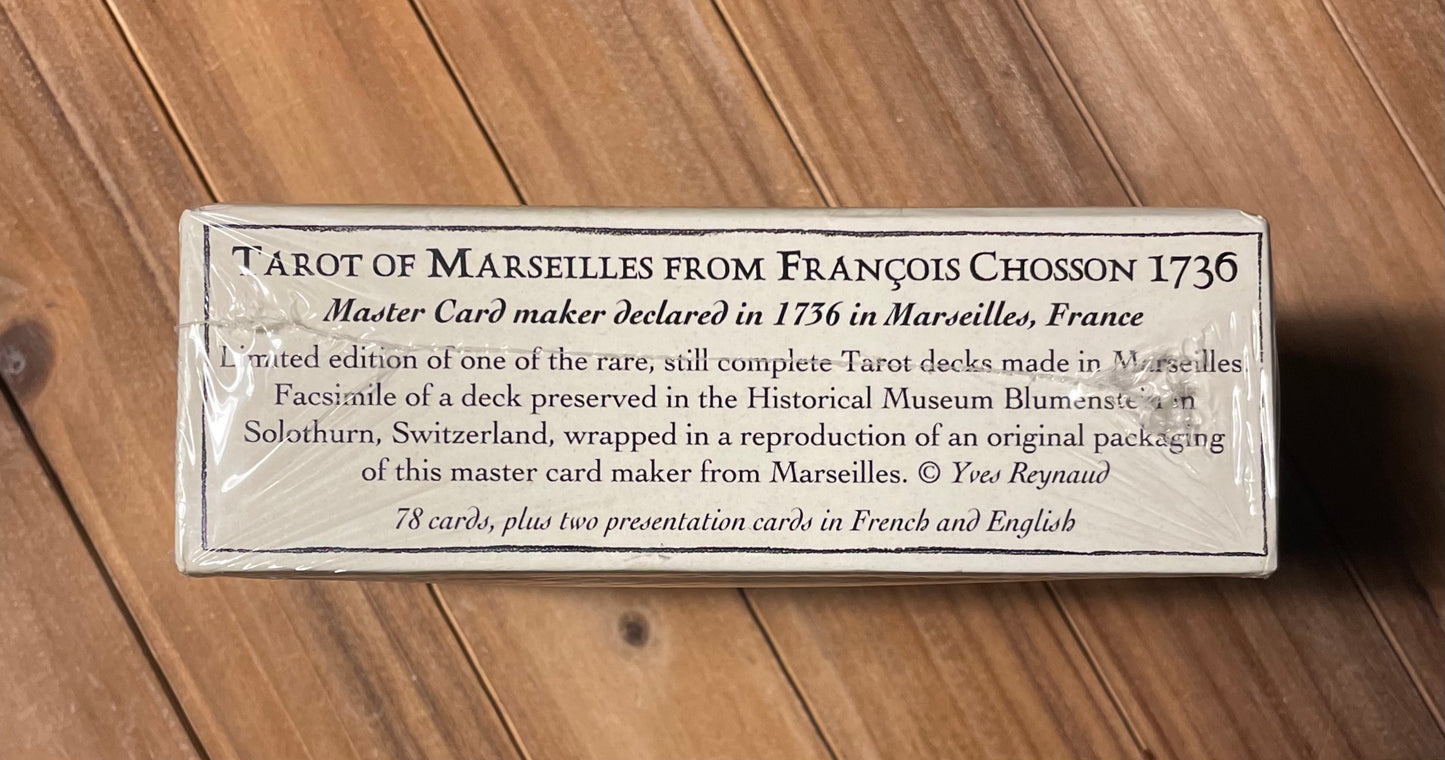 TAROT OF MARSEILLES FROM FRANÇOIS CHOSSON 1736
Master Card maker declared in 1736 in Marseilles, France
Limited edition of one of the rare, still complete Tarot decks made in Marseilles.
Facsimile of a deck preserved in the Historical Museum Blumenstein in
Solothurn, Switzerland, wrapped in a reproduction of an original packaging
of this master card maker from Marseilles. © Yves Reynaud
78 cards, plus two presentation cards in French and English